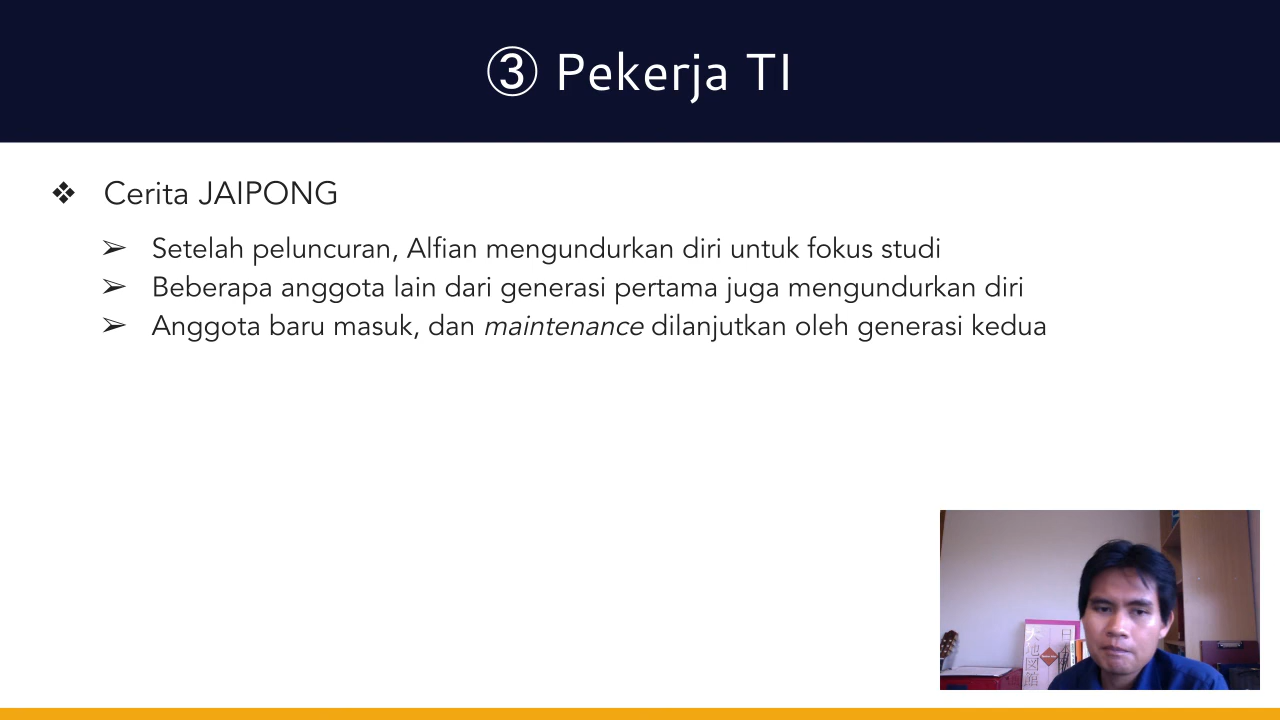 ③ Pekerja TI
❖ Cerita JAIPONG
➢ Setelah peluncuran, Alfian mengundurkan diri untuk fokus studi
➢ Beberapa anggota lain dari generasi pertama juga mengundurkan diri
➢ Anggota baru masuk, dan maintenance dilanjutkan oleh generasi kedua